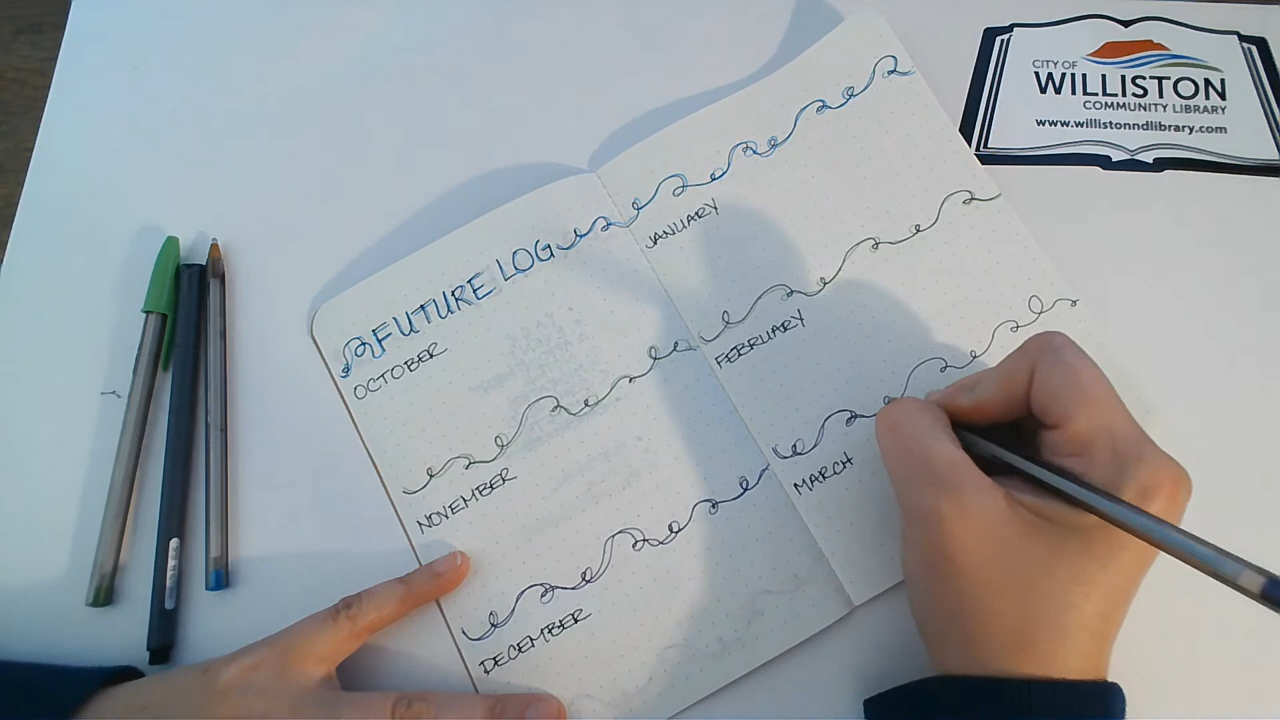 FUTURE LOG
OCTOBER
NOVEMBER
DECEMBER
JANUARY
FEBRUARY
MARCH
CITY OF
WILLISTON
COMMUNITY LIBRARY
www.willistonndlibrary.com